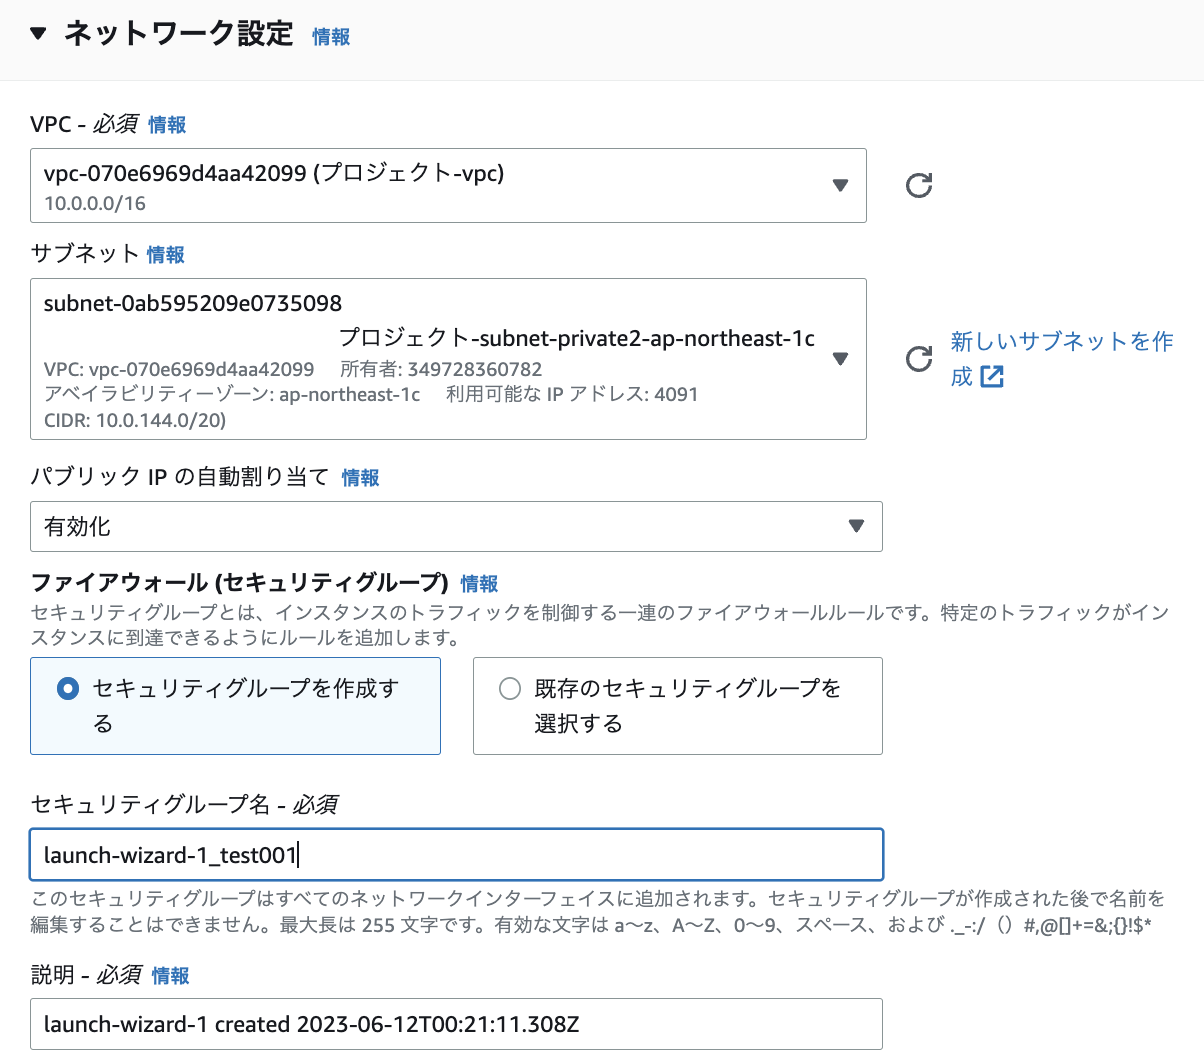 ▼ ネットワーク設定 情報
VPC - 必須 情報
vpc-070e6969d4aa42099 (プロジェクト-vpc)
10.0.0.0/16
サブネット 情報
subnet-0ab595209e0735098
プロジェクト-subnet-private2-ap-northeast-1c
VPC: vpc-070e6969d4aa42099 所有者: 349728360782
アベイラビリティーゾーン: ap-northeast-1c 利用可能な IP アドレス: 4091
CIDR: 10.0.144.0/20)
新しいサブネットを作
成
パブリック IP の自動割り当て 情報
有効化
ファイアウォール (セキュリティグループ) 情報
セキュリティグループとは、インスタンスのトラフィックを制御する一連のファイアウォールルールです。特定のトラフィックがイン
スタンスに到達できるようにルールを追加します。
セキュリティグループを作成す
る
既存のセキュリティグループを
選択する
セキュリティグループ名 - 必須
launch-wizard-1_test001
このセキュリティグループはすべてのネットワークインターフェイスに追加されます。セキュリティグループが作成された後で名前を
編集することはできません。最大長は 255 文字です。有効な文字は a～z、A～Z、0～9、スペース、および ._-:/（）#,@[]+=&;{}!$*
説明 - 必須 情報
launch-wizard-1 created 2023-06-12T00:21:11.308Z